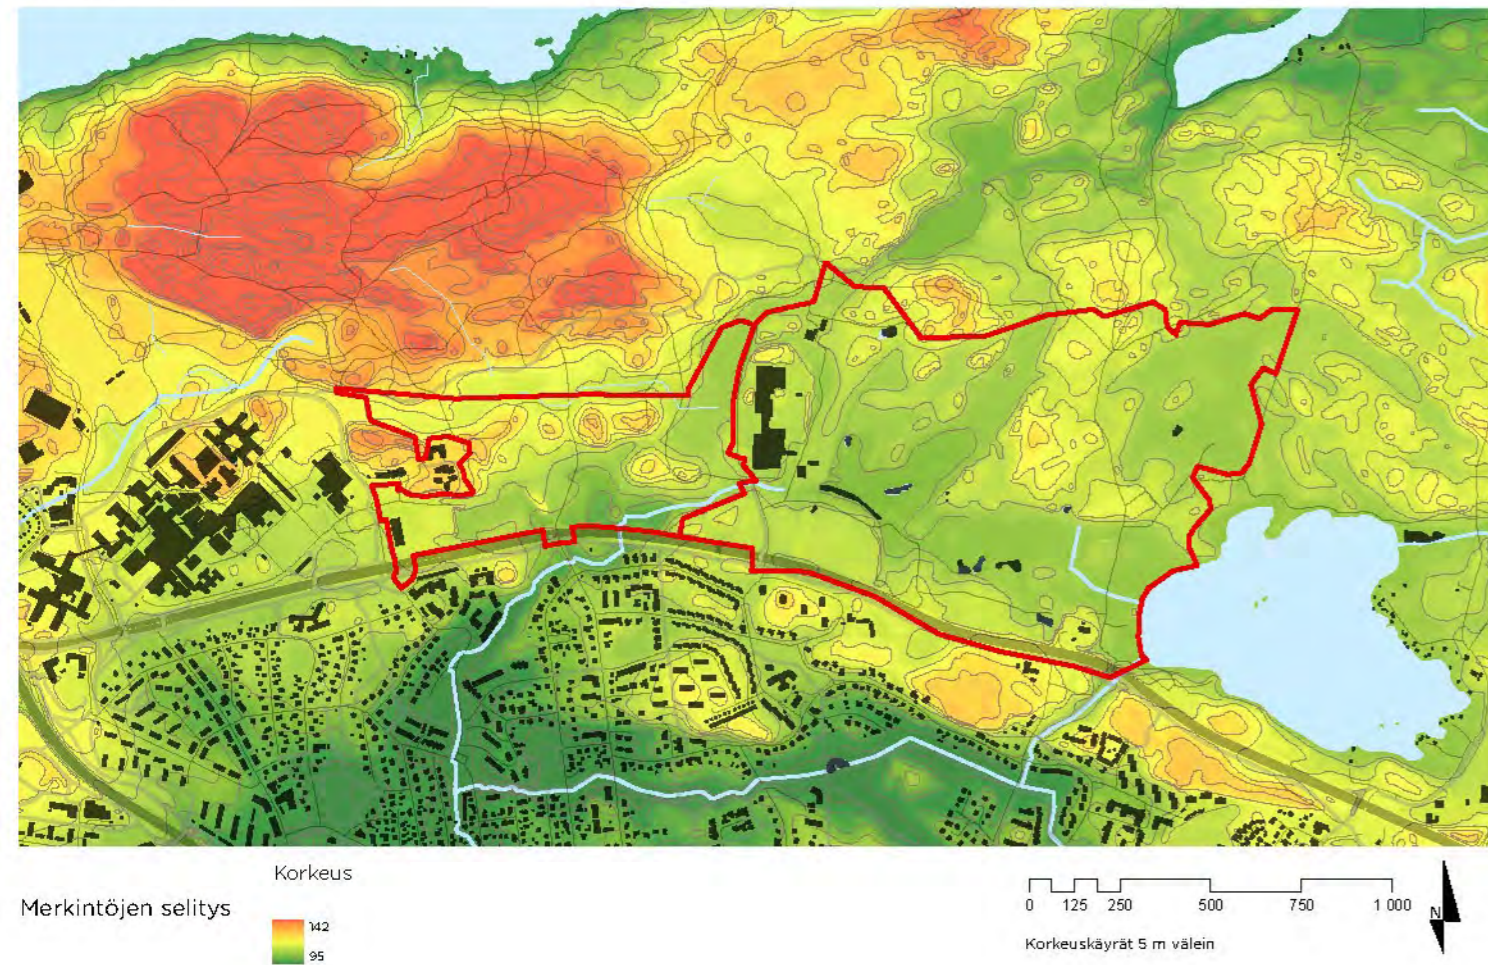 Korkeus
Merkintöjen selitys
142
95
0 125 250 500 750 1 000
N
Korkeuskäyrät 5 m välein